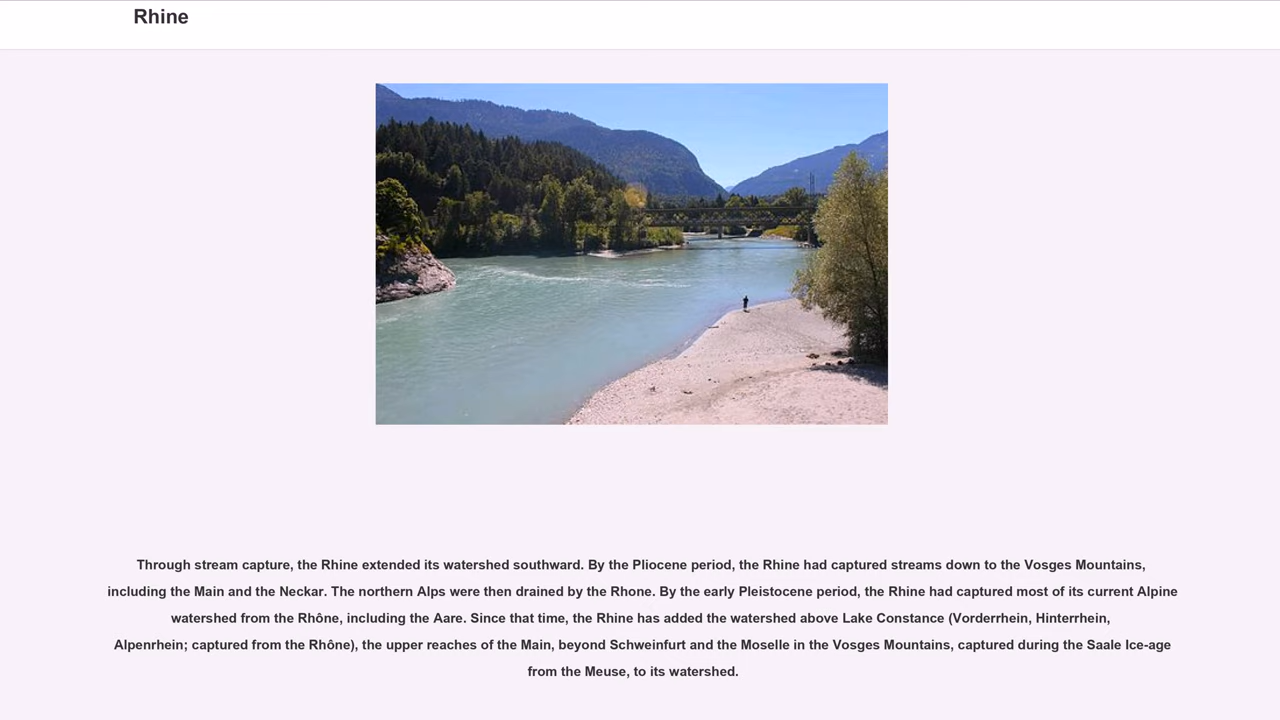 Rhine
Through stream capture, the Rhine extended its watershed southward. By the Pliocene period, the Rhine had captured streams down to the Vosges Mountains,
including the Main and the Neckar. The northern Alps were then drained by the Rhone. By the early Pleistocene period, the Rhine had captured most of its current Alpine
watershed from the Rhône, including the Aare. Since that time, the Rhine has added the watershed above Lake Constance (Vorderrhein, Hinterrhein,
Alpenrhein; captured from the Rhône), the upper reaches of the Main, beyond Schweinfurt and the Moselle in the Vosges Mountains, captured during the Saale Ice-age
from the Meuse, to its watershed.